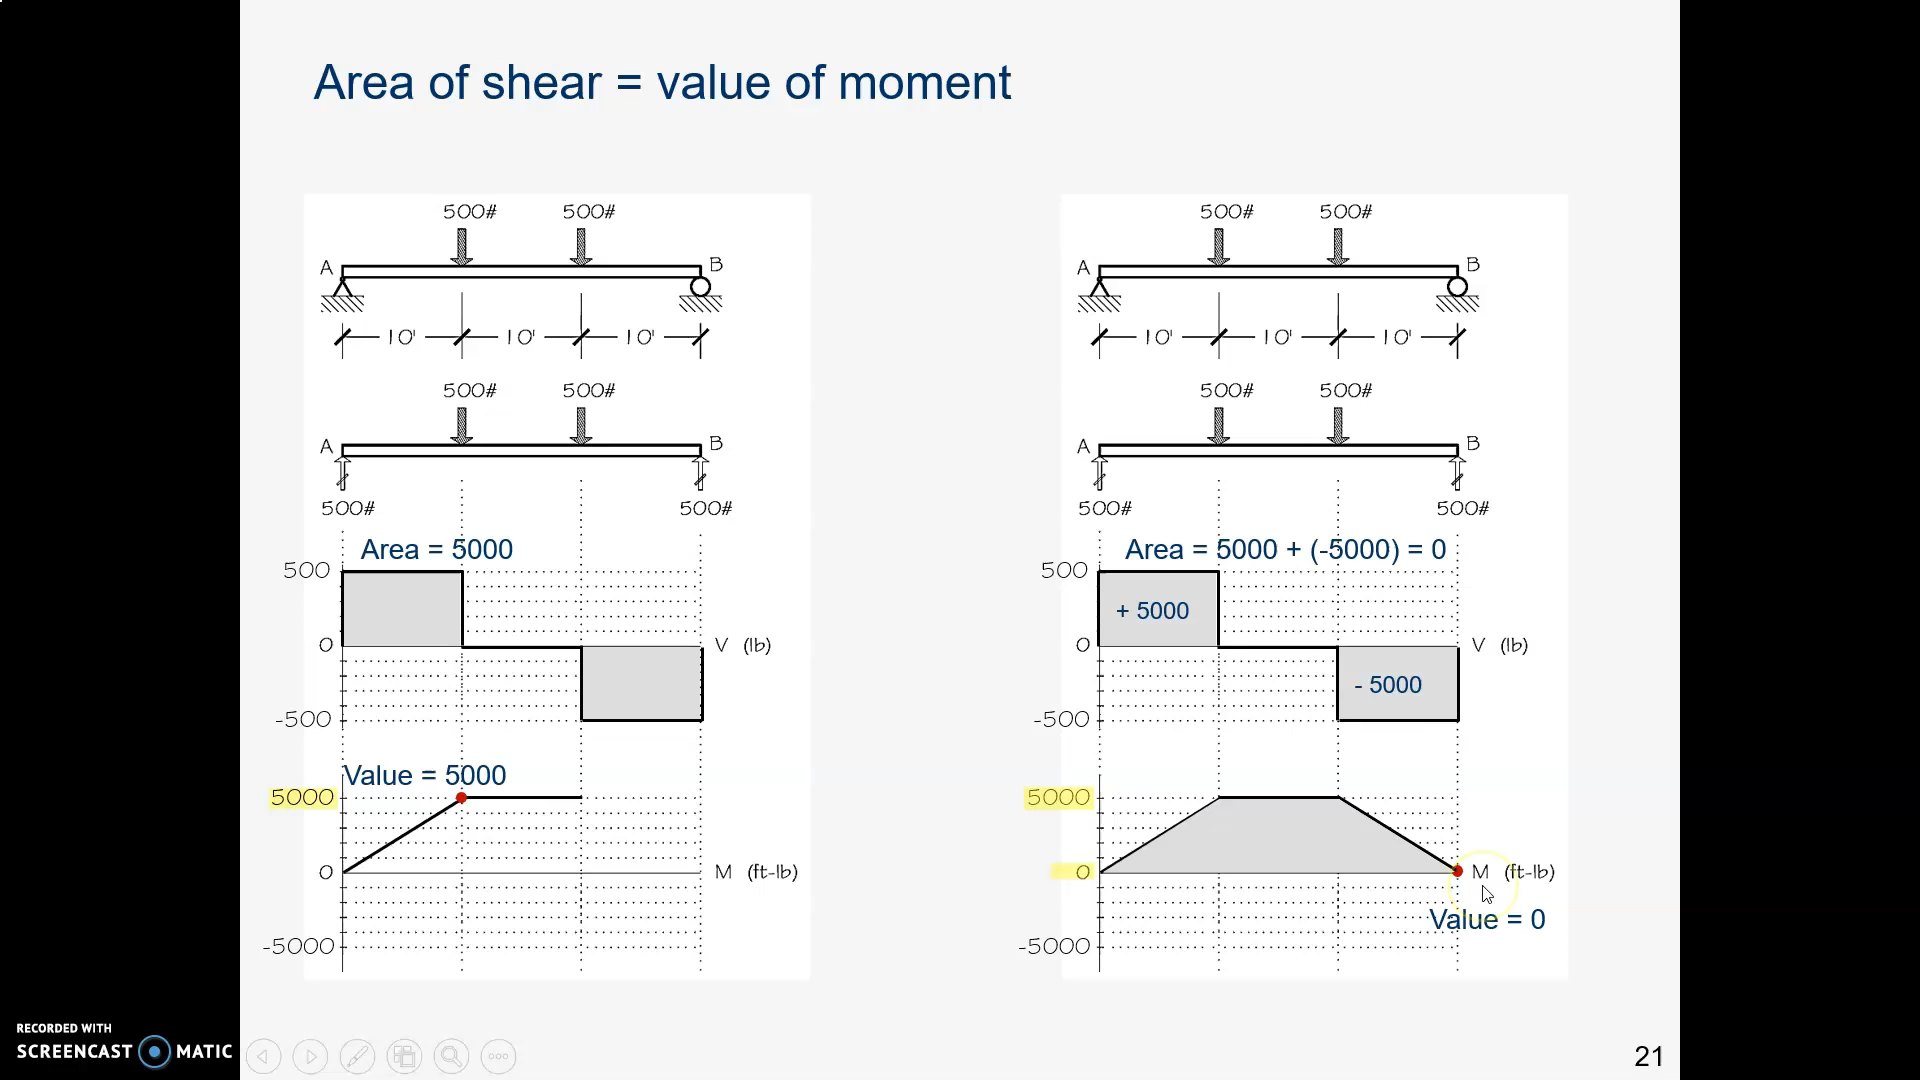 Area of shear = value of moment
500# 500#
A B
10' 10' 10'
500# 500#
A B
500# 500#
Area = 5000
500
0 V (lb)
-500
Value = 5000
5000
0 M (ft-lb)
-5000
500# 500#
A B
10' 10' 10'
500# 500#
A B
500# 500#
Area = 5000 + (-5000) = 0
500
+ 5000
0 V (lb)
- 5000
-500
5000
0 M (ft-lb)
Value = 0
-5000
RECORDED WITH
SCREENCAST MATIC
21